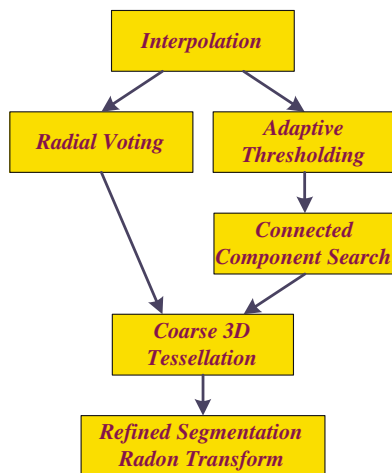 Interpolation
Radial Voting
Adaptive
Thresholding
Connected
Component Search
Coarse 3D
Tessellation
Refined Segmentation
Radon Transform